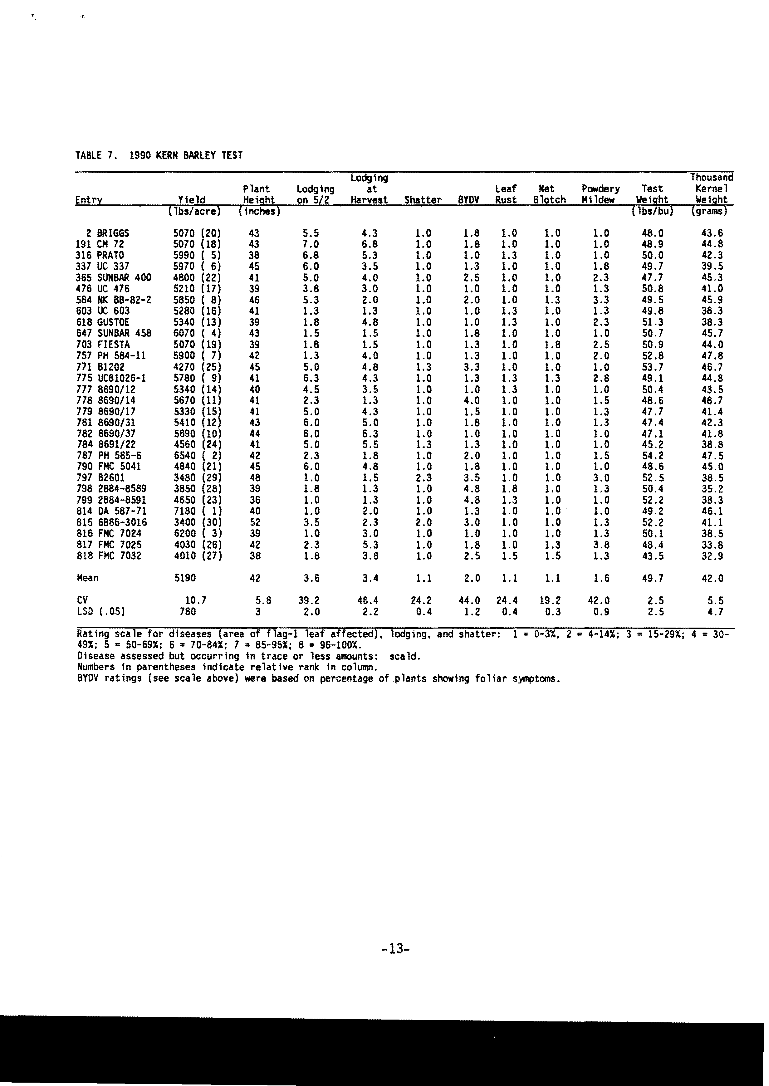 TABLE 7. 1990 KERN BARLEY TEST
Lodging Thousand
Plant Lodging at Leaf Net Powdery Test Kernel
Entry Yield Height on 5/2 Harvest Shatter BYDV Rust Blotch Mildew Weight Weight
(lbs/acre) (inches) (lbs/bu) (grams)
2 BRIGGS 5070 (20) 43 5.5 4.3 1.0 1.8 1.0 1.0 1.0 48.0 43.6
191 CM 72 5070 (18) 43 7.0 6.8 1.0 1.8 1.0 1.0 1.0 48.9 44.8
316 PRATO 5990 ( 5) 38 6.8 5.3 1.0 1.0 1.3 1.0 1.0 50.0 42.3
337 UC 337 5970 ( 6) 45 6.0 3.5 1.0 1.3 1.0 1.0 1.8 49.7 39.5
365 SUNBAR 400 4800 (22) 41 5.0 4.0 1.0 2.5 1.0 1.0 2.3 47.7 45.3
476 UC 476 5210 (17) 39 3.8 3.0 1.0 1.0 1.0 1.0 1.3 50.8 41.0
584 NK 88-82-2 5850 ( 8) 46 5.3 2.0 1.0 2.0 1.0 1.3 3.3 49.5 45.9
603 UC 603 5280 (16) 41 1.3 1.3 1.0 1.0 1.3 1.0 1.3 49.8 38.3
618 GUSTOE 5340 (13) 39 1.8 4.8 1.0 1.0 1.3 1.0 2.3 51.3 38.3
647 SUNBAR 458 6070 ( 4) 43 1.5 1.5 1.0 1.8 1.0 1.0 1.0 50.7 45.7
703 FIESTA 5070 (19) 39 1.8 1.5 1.0 1.3 1.0 1.8 2.5 50.9 44.0
757 PH 584-11 5900 ( 7) 42 1.3 4.0 1.0 1.3 1.0 1.0 2.0 52.8 47.8
771 B1202 4270 (25) 45 5.0 4.8 1.3 3.3 1.0 1.0 1.0 53.7 46.7
775 UC81026-1 5780 ( 9) 41 6.3 4.3 1.0 1.3 1.3 1.3 2.8 49.1 44.8
777 8690/12 5340 (14) 40 4.5 3.5 1.0 1.0 1.3 1.0 1.0 50.4 43.5
778 8690/14 5670 (11) 41 2.3 1.3 1.0 4.0 1.0 1.0 1.5 48.6 46.7
779 8690/17 5330 (15) 41 5.0 4.3 1.0 1.5 1.0 1.0 1.3 47.7 41.4
781 8690/31 5410 (12) 43 6.0 5.0 1.0 1.8 1.0 1.0 1.3 47.4 42.3
782 8690/37 5690 (10) 44 6.0 6.3 1.0 1.0 1.0 1.0 1.0 47.1 41.8
784 8691/22 4560 (24) 41 5.0 5.5 1.3 1.3 1.0 1.0 1.0 45.2 38.8
787 PH 585-6 6540 ( 2) 42 2.3 1.8 1.0 2.0 1.0 1.0 1.5 54.2 47.5
790 FMC 5041 4840 (21) 45 6.0 4.8 1.0 1.8 1.0 1.0 1.0 48.6 45.0
797 B2601 3480 (29) 48 1.0 1.5 2.3 3.5 1.0 1.0 3.0 52.5 38.5
798 2B84-8589 3850 (28) 39 1.8 1.3 1.0 4.8 1.8 1.0 1.3 50.4 35.2
799 2B84-8591 4650 (23) 36 1.0 1.3 1.0 4.8 1.3 1.0 1.0 52.2 38.3
814 DA 587-71 7180 ( 1) 40 1.0 2.0 1.0 1.3 1.0 1.0 1.0 49.2 46.1
815 6B86-3016 3400 (30) 52 3.5 2.3 2.0 3.0 1.0 1.0 1.3 52.2 41.1
816 FMC 7024 6200 ( 3) 39 1.0 3.0 1.0 1.0 1.0 1.0 1.3 50.1 38.5
817 FMC 7025 4030 (26) 42 2.3 5.3 1.0 1.8 1.0 1.3 3.8 48.4 33.8
818 FMC 7032 4010 (27) 38 1.8 3.8 1.0 2.5 1.5 1.5 1.3 43.5 32.9
Mean 5190 42 3.6 3.4 1.1 2.0 1.1 1.1 1.6 49.7 42.0
CV 10.7 5.8 39.2 46.4 24.2 44.0 24.4 19.2 42.0 2.5 5.5
LSD (.05) 780 3 2.0 2.2 0.4 1.2 0.4 0.3 0.9 2.5 4.7
Rating scale for diseases (area of flag-1 leaf affected), lodging, and shatter: 1 = 0-3%, 2 = 4-14%; 3 = 15-29%; 4 = 30-
49%; 5 = 50-69%; 6 = 70-84%; 7 = 85-95%; 8 = 96-100%.
Disease assessed but occurring in trace or less amounts: scald.
Numbers in parentheses indicate relative rank in column.
BYDV ratings (see scale above) were based on percentage of plants showing foliar symptoms.
-13-